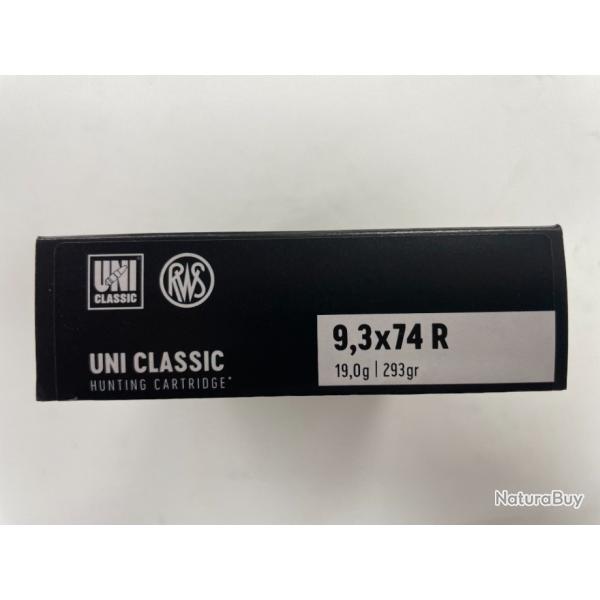 UNI
CLASSIC
RWS
9,3x74 R
19,0g | 293gr
UNI CLASSIC
HUNTING CARTRIDGE*
NaturaBuy